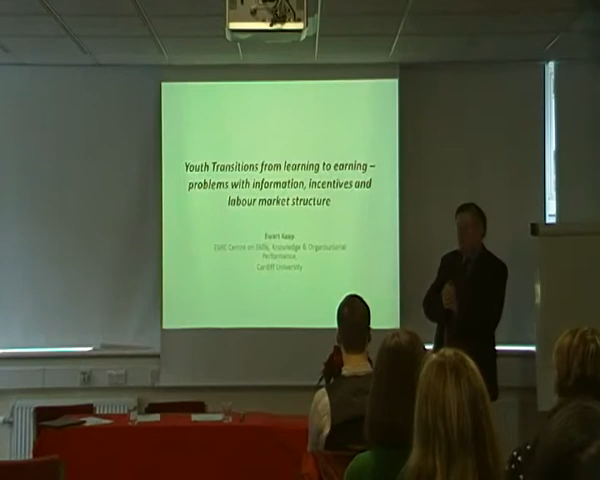 Youth Transitions from learning to earning –
problems with information, incentives and
labour market structure
Ewart Keep
ESRC Centre on Skills, Knowledge & Organisational
Performance,
Cardiff University